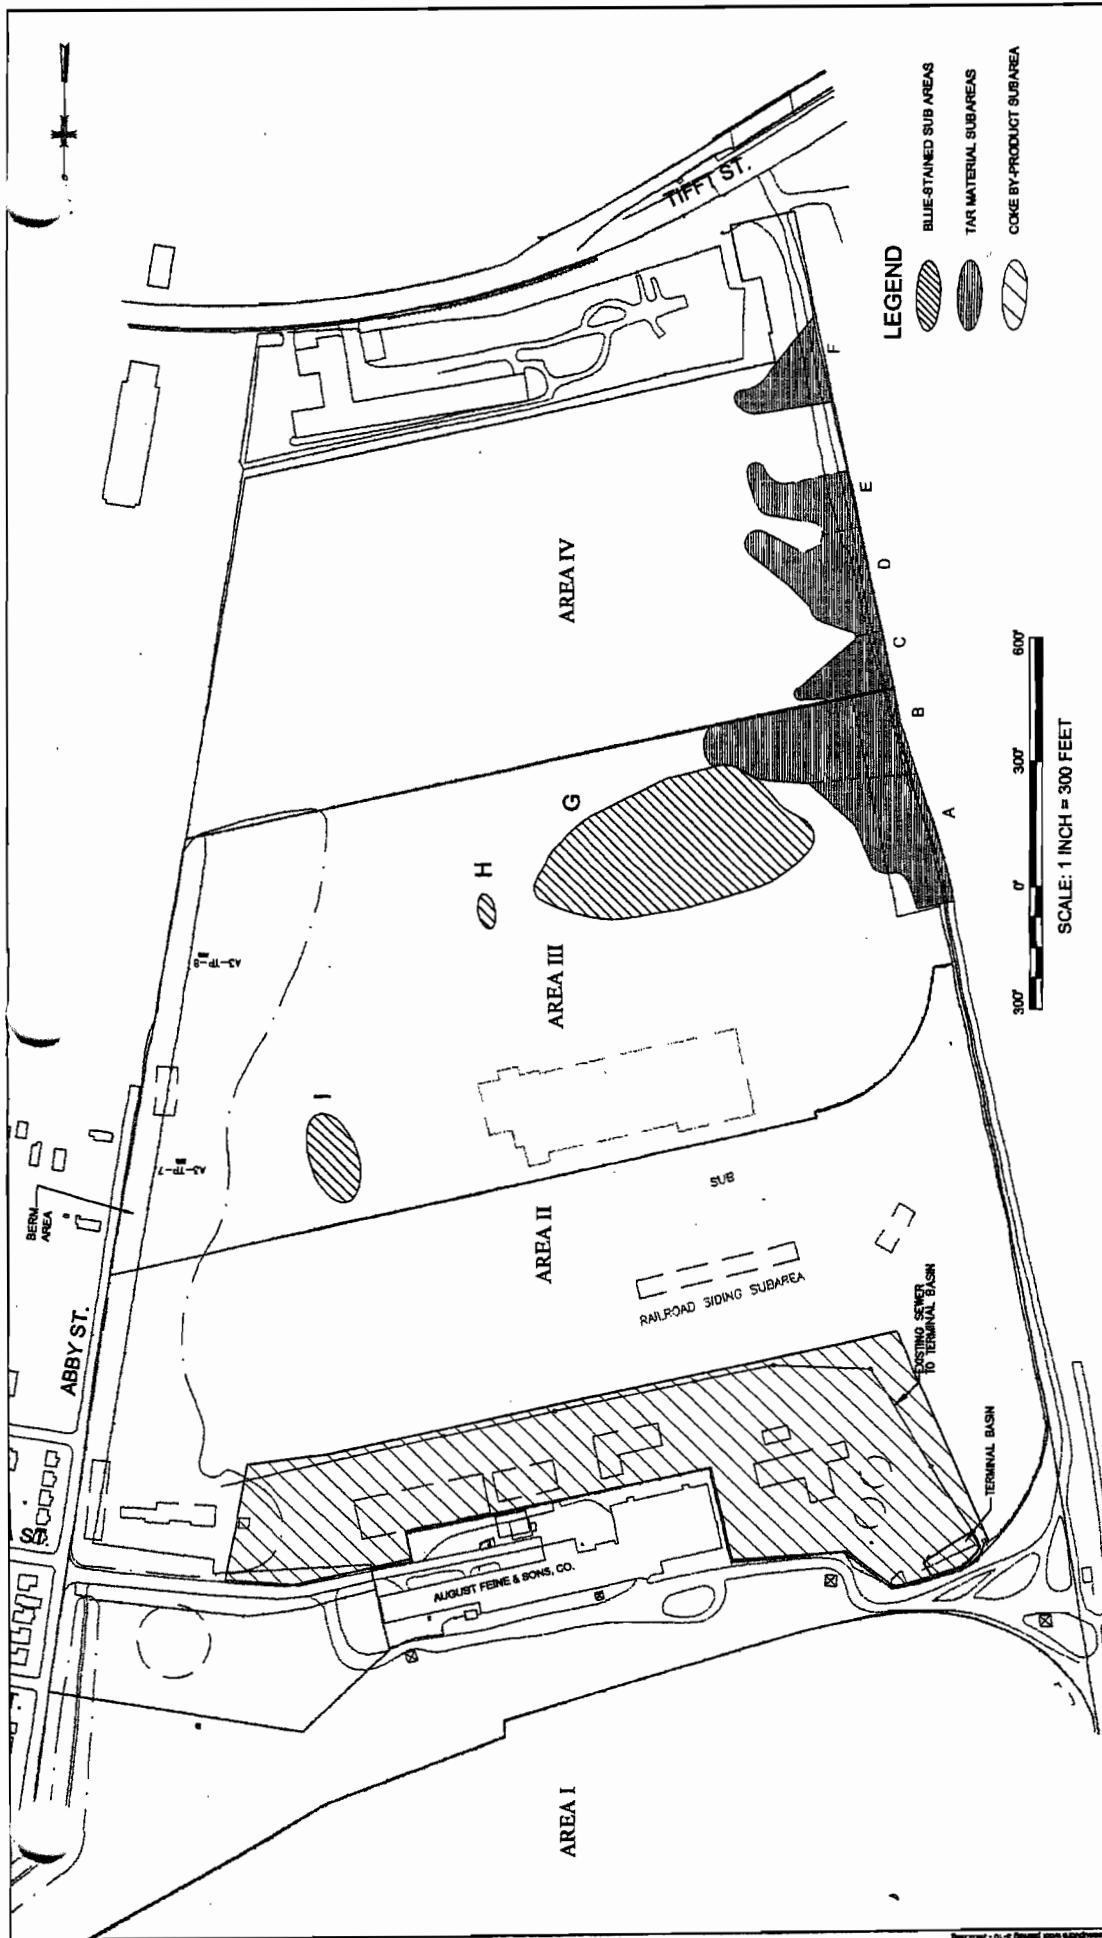 LEGEND
BLUE-STAINED SUB AREAS
TAR MATERIAL SUBAREAS
COKE BY-PRODUCT SUBAREA
TIFFT ST.
F
E
D
C
B
A
AREA IV
G
H
AREA III
A3-TP-8
I
A3-TP-7
BERM
AREA
ABBY ST.
ST.
AREA II
SUB
RAILROAD SIDING SUBAREA
EXISTING SEWER
TO TERMINAL BASIN
TERMINAL BASIN
AUGUST FEINE & SONS, CO.
AREA I
300' 0' 300' 600'
SCALE: 1 INCH = 300 FEET